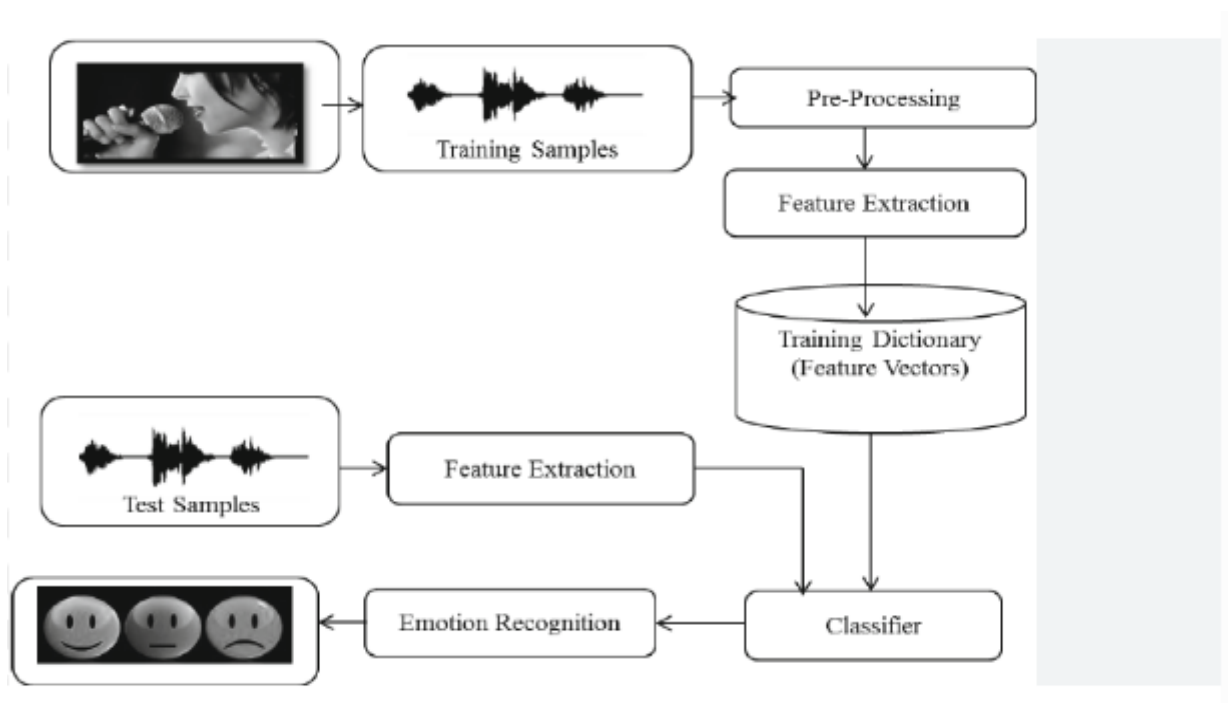 Training Samples
Pre-Processing
Feature Extraction
Training Dictionary
(Feature Vectors)
Test Samples
Feature Extraction
Classifier
Emotion Recognition